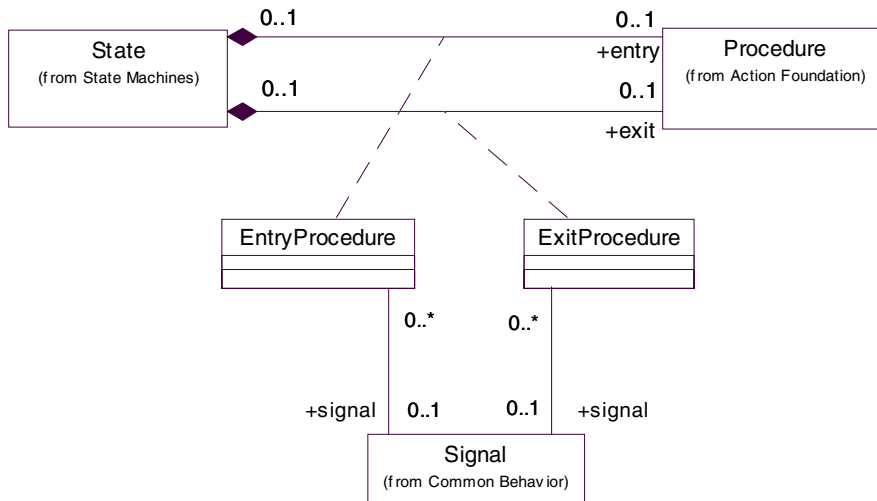 0..1
0..1
State
(from State Machines)
+entry
Procedure
(from Action Foundation)
0..1
0..1
+exit
EntryProcedure
ExitProcedure
0..*
0..*
+signal
0..1
0..1
+signal
Signal
(from Common Behavior)